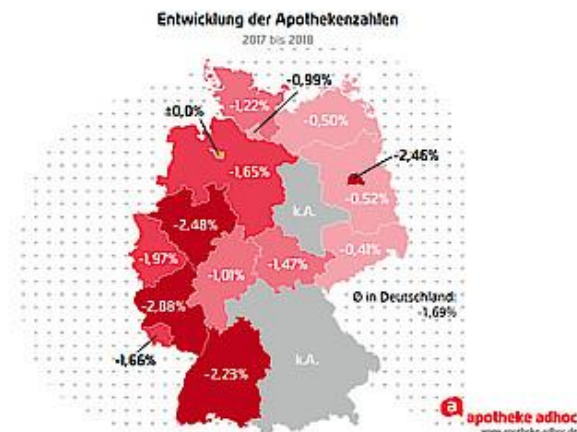 Entwicklung der Apothekenzahlen
2017 bis 2018
-0,99%
-1,22%
±0,0%
-0,50%
-1,65%
-2,46%
k.A.
-0,52%
-2,48%
-0,41%
-1,97%
-1,01%
-1,47%
-2,88%
Ø in Deutschland:
-1,69%
-1,66%
k.A.
-2,23%
a
apotheke adhoc